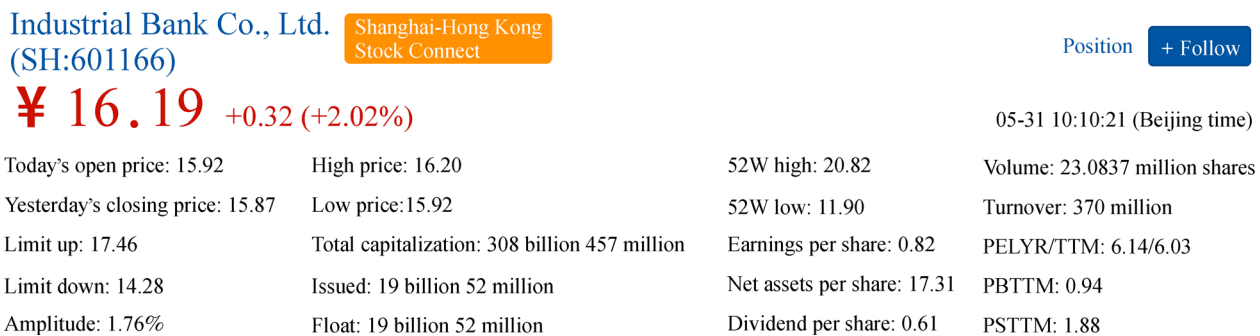 Industrial Bank Co., Ltd.
(SH:601166)
Shanghai-Hong Kong
Stock Connect
Position
+ Follow
¥ 16.19 +0.32 (+2.02%)
05-31 10:10:21 (Beijing time)
Today's open price: 15.92
High price: 16.20
52W high: 20.82
Volume: 23.0837 million shares
Yesterday's closing price: 15.87
Low price:15.92
52W low: 11.90
Turnover: 370 million
Limit up: 17.46
Total capitalization: 308 billion 457 million
Earnings per share: 0.82
PELYR/TTM: 6.14/6.03
Limit down: 14.28
Issued: 19 billion 52 million
Net assets per share: 17.31
PBTTM: 0.94
Amplitude: 1.76%
Float: 19 billion 52 million
Dividend per share: 0.61
PSTTM: 1.88